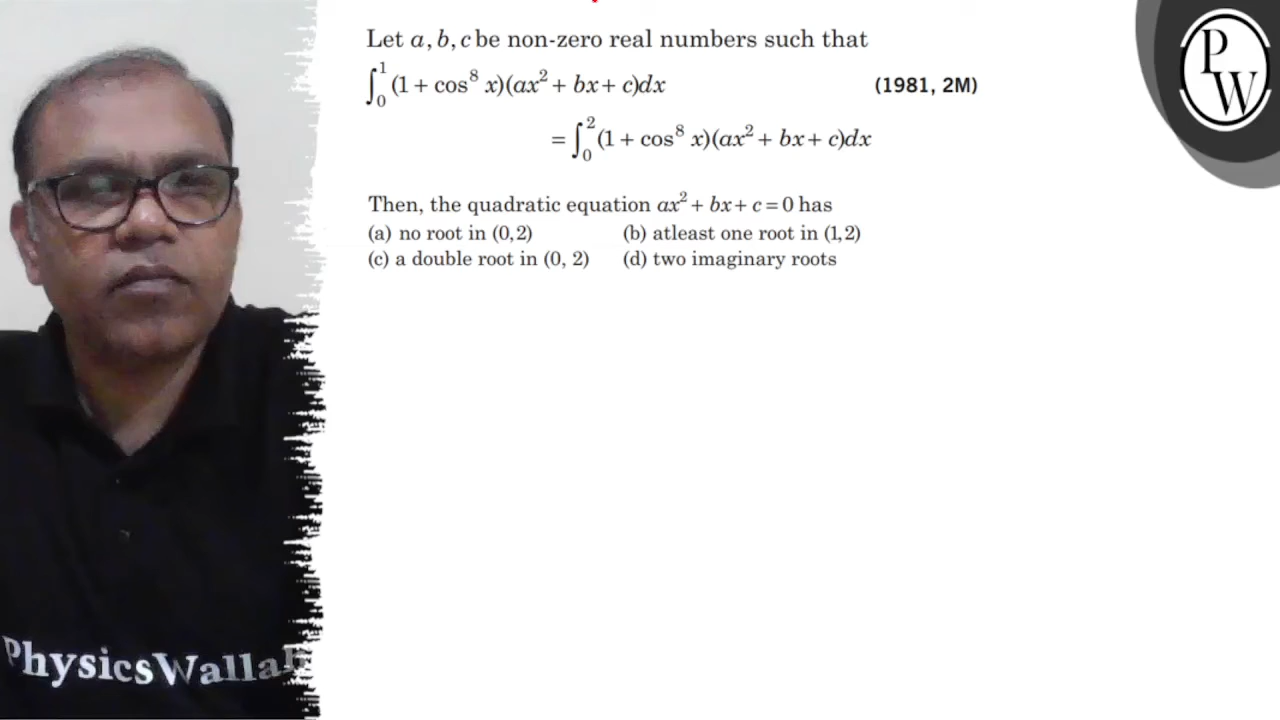 Let a, b, c be non-zero real numbers such that
∫₀¹ (1 + cos⁸ x)(ax² + bx + c)dx (1981, 2M)
= ∫₀² (1 + cos⁸ x)(ax² + bx + c)dx
Then, the quadratic equation ax² + bx + c = 0 has
(a) no root in (0, 2) (b) atleast one root in (1, 2)
(c) a double root in (0, 2) (d) two imaginary roots
P
W
PhysicsWallah